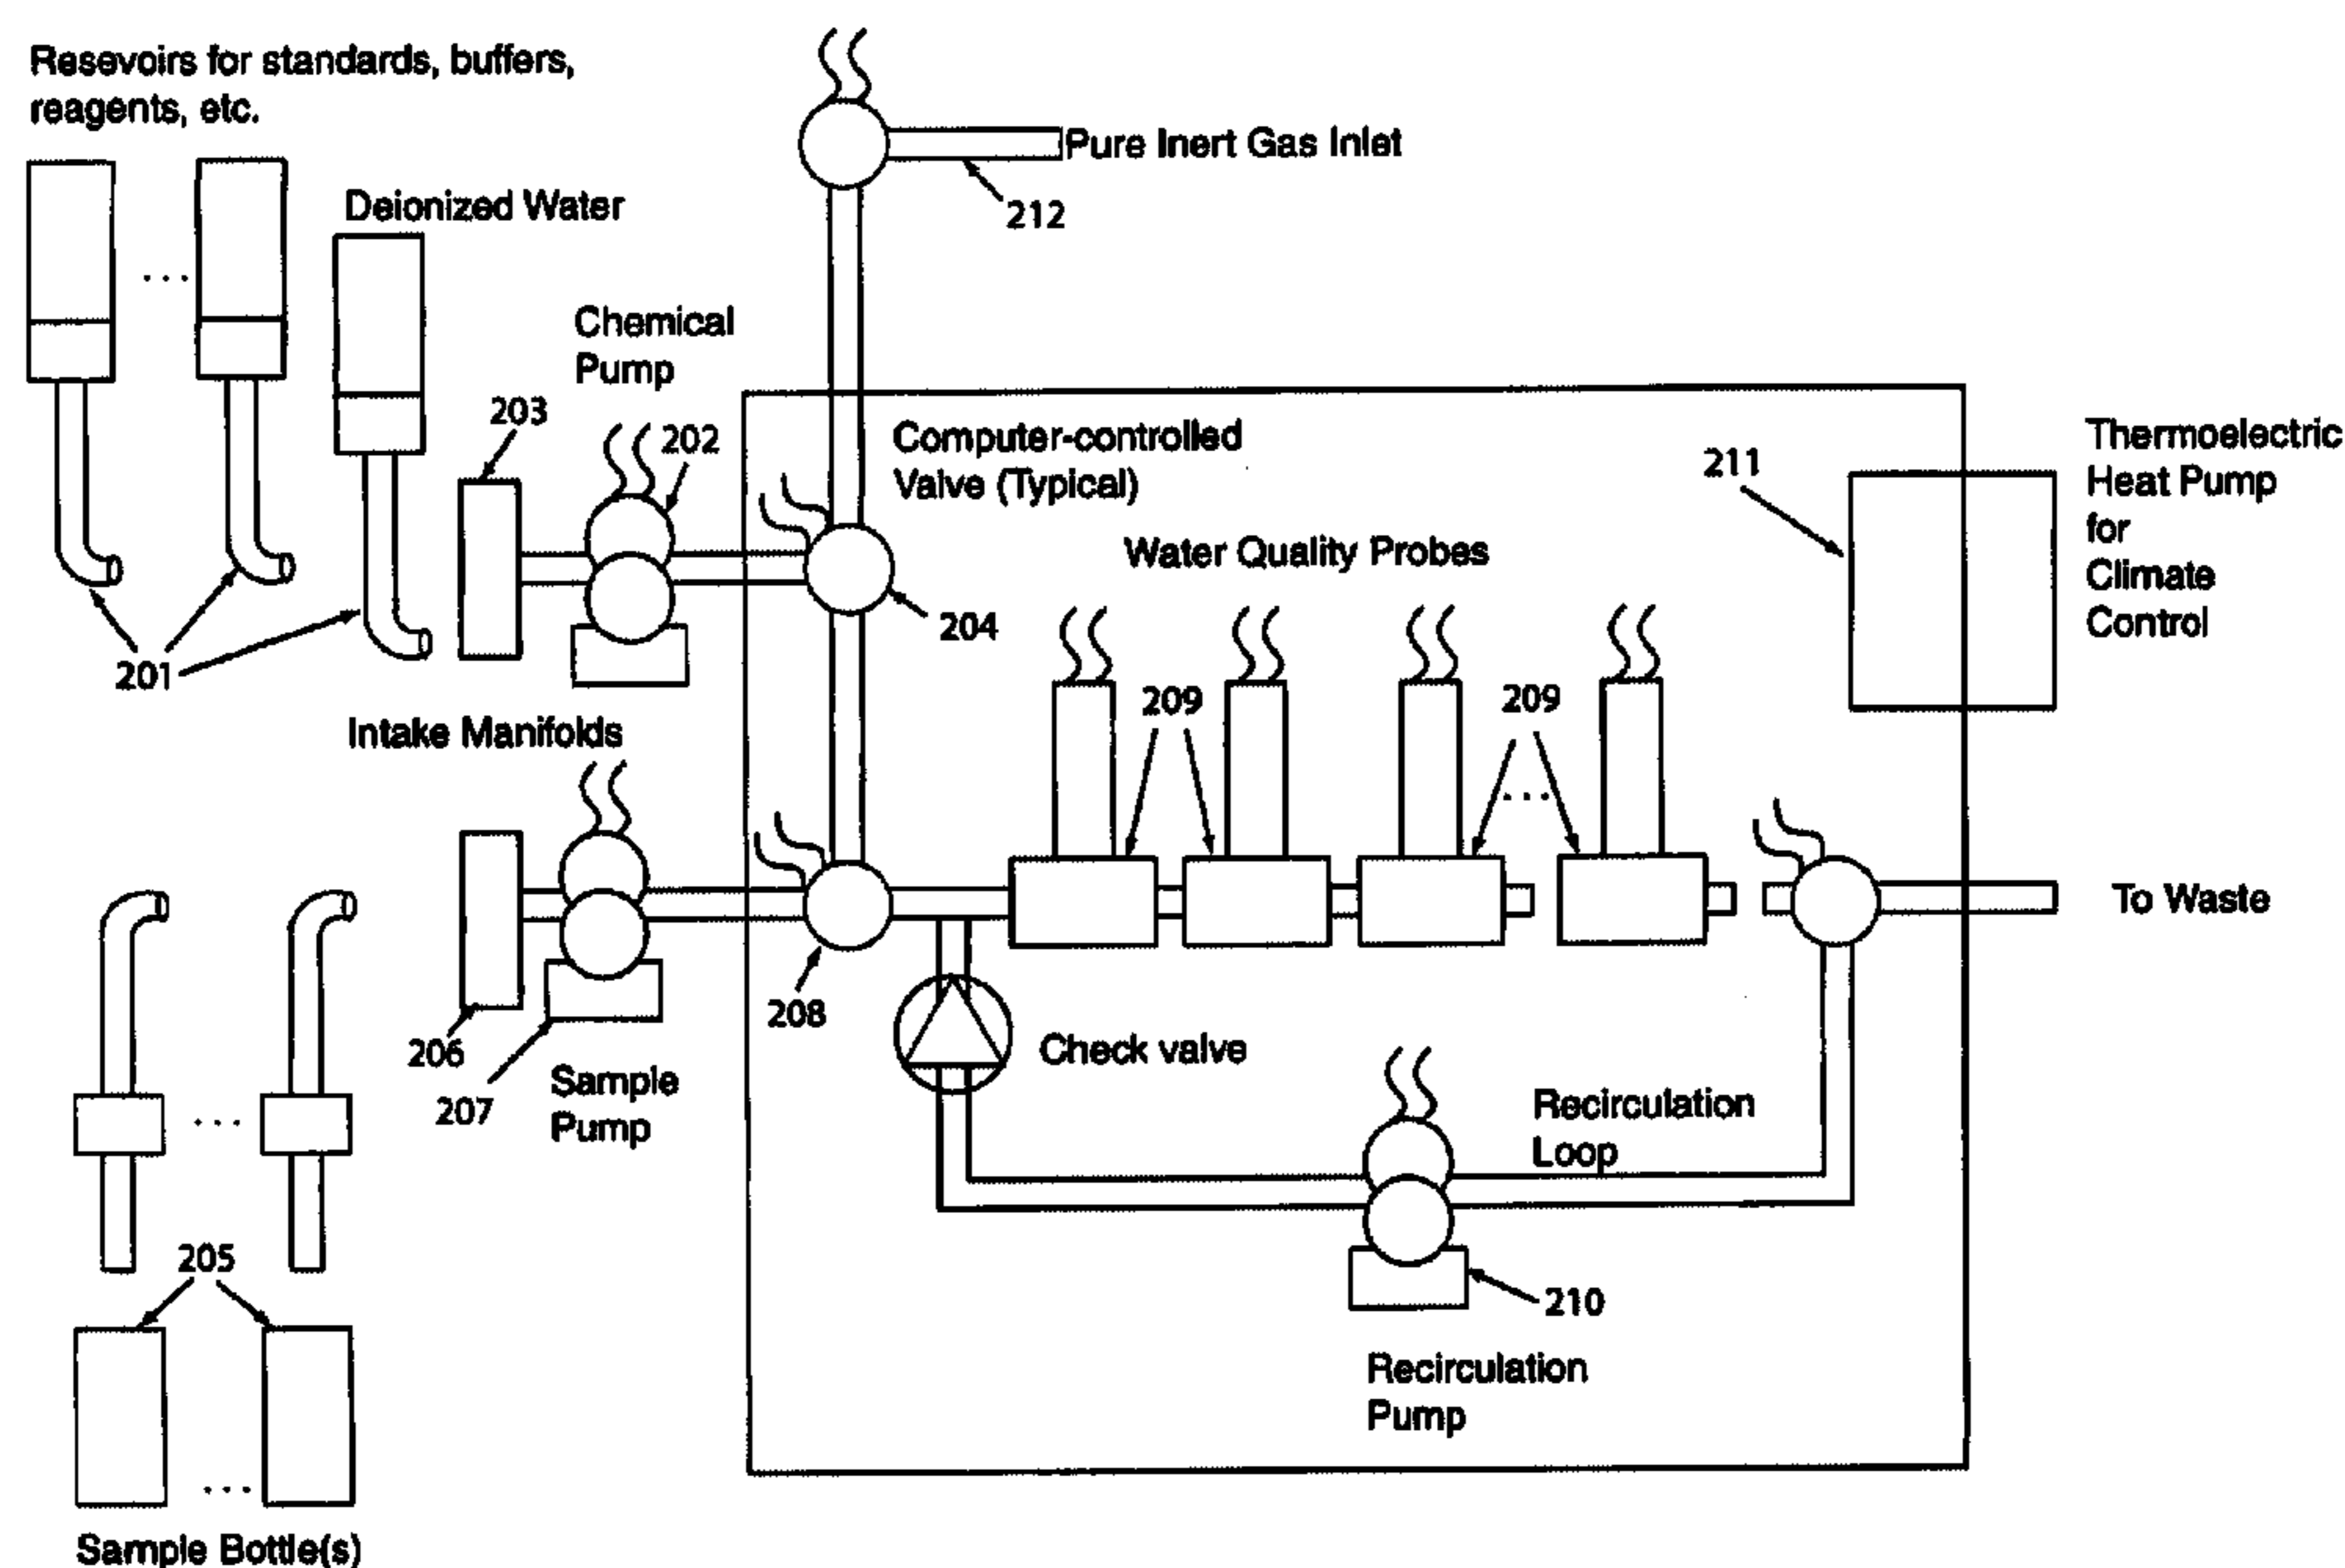 Resevoirs for standards, buffers,
reagents, etc.
Pure Inert Gas Inlet
212
Deionized Water
...
Chemical
Pump
203
202
Computer-controlled
Valve (Typical)
211
Thermoelectric
Heat Pump
for
Climate
Control
Water Quality Probes
204
201
209
209
Intake Manifolds
...
To Waste
208
206
207
Sample
Pump
Check valve
...
Recirculation
Loop
205
210
Recirculation
Pump
...
Sample Bottle(s)